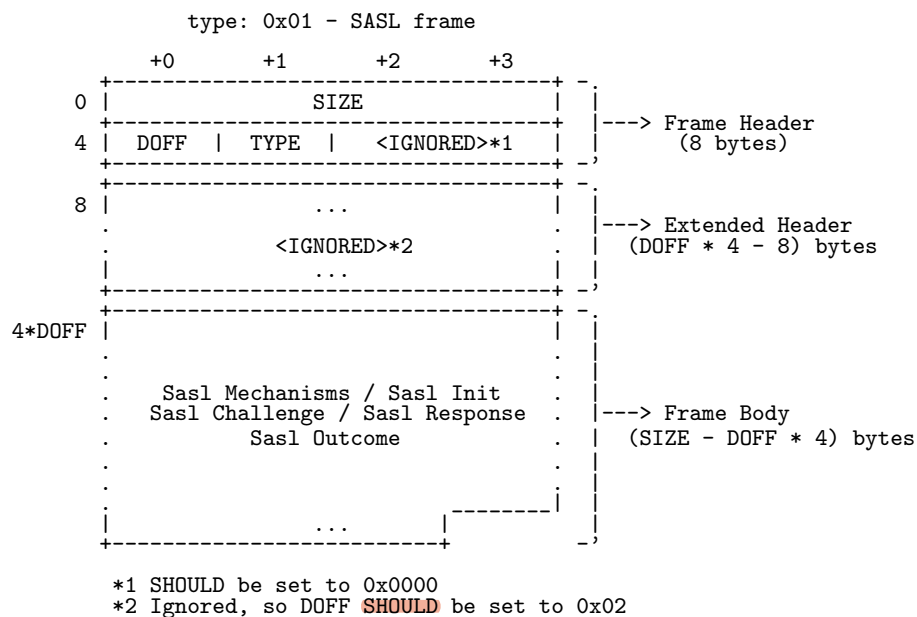 type: 0x01 - SASL frame
+0 +1 +2 +3
+-----------------------------------+ -.
0 | SIZE | |
+-----------------------------------+ |---> Frame Header
4 | DOFF | TYPE | <IGNORED>*1 | | (8 bytes)
+-----------------------------------+ -'
+-----------------------------------+ -.
8 | ... | |
. . |---> Extended Header
. <IGNORED>*2 . | (DOFF * 4 - 8) bytes
| ... | |
+-----------------------------------+ -'
+-----------------------------------+ -.
4*DOFF | | |
. . |
. . |
. Sasl Mechanisms / Sasl Init . |
. Sasl Challenge / Sasl Response . |---> Frame Body
. Sasl Outcome . | (SIZE - DOFF * 4) bytes
. . |
. . |
. ________| |
| ... | |
+--------------------------+ -'
*1 SHOULD be set to 0x0000
*2 Ignored, so DOFF SHOULD be set to 0x02